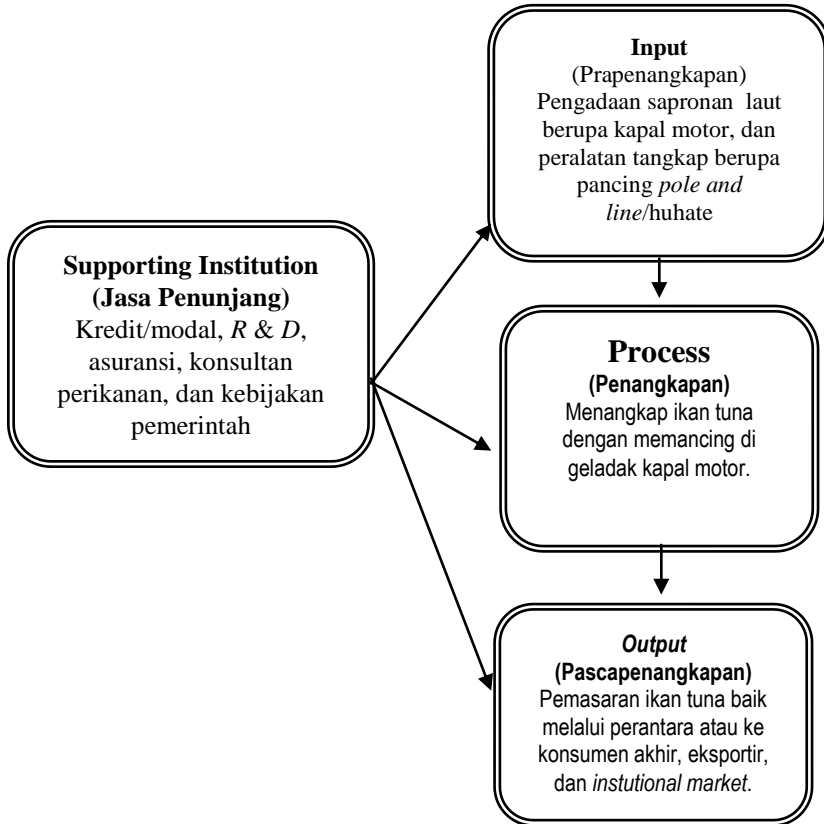 Input
(Prapenangkapan)
Pengadaan sapronan laut
berupa kapal motor, dan
peralatan tangkap berupa
pancing pole and
line/huhate
Supporting Institution
(Jasa Penunjang)
Kredit/modal, R & D,
asuransi, konsultan
perikanan, dan kebijakan
pemerintah
Process
(Penangkapan)
Menangkap ikan tuna
dengan memancing di
geladak kapal motor.
Output
(Pascapenangkapan)
Pemasaran ikan tuna baik
melalui perantara atau ke
konsumen akhir, eksportir,
dan instutional market.